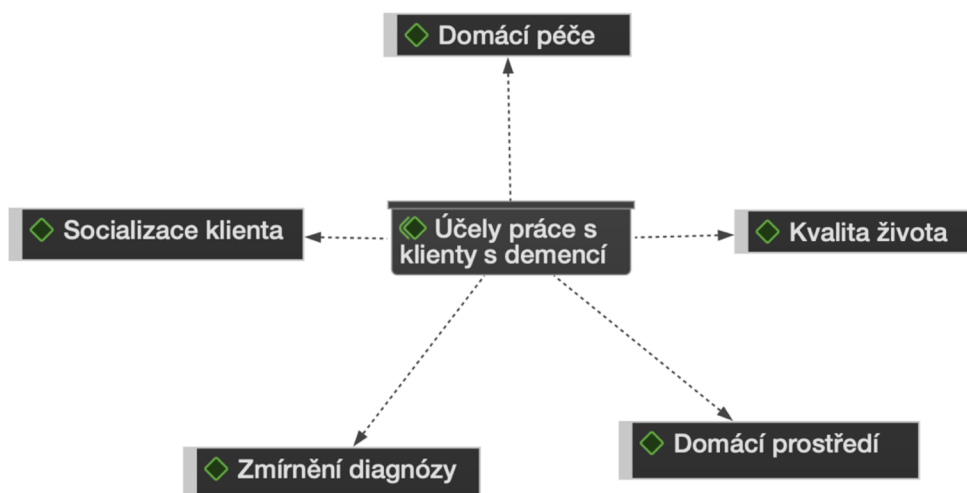 Domácí péče
Socializace klienta
Účely práce s
klienty s demencí
Kvalita života
Zmírnění diagnózy
Domácí prostředí